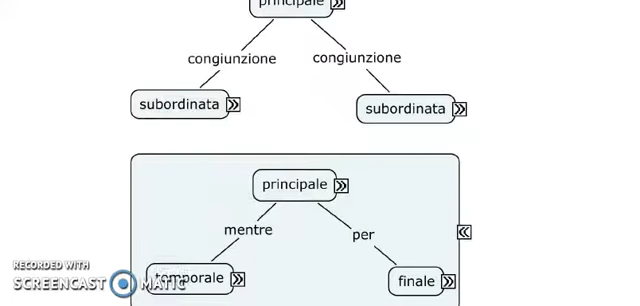 principale
congiunzione
congiunzione
subordinata
subordinata
principale
mentre
per
RECORDED WITH
SCREENCAST MATIC
temporale
finale